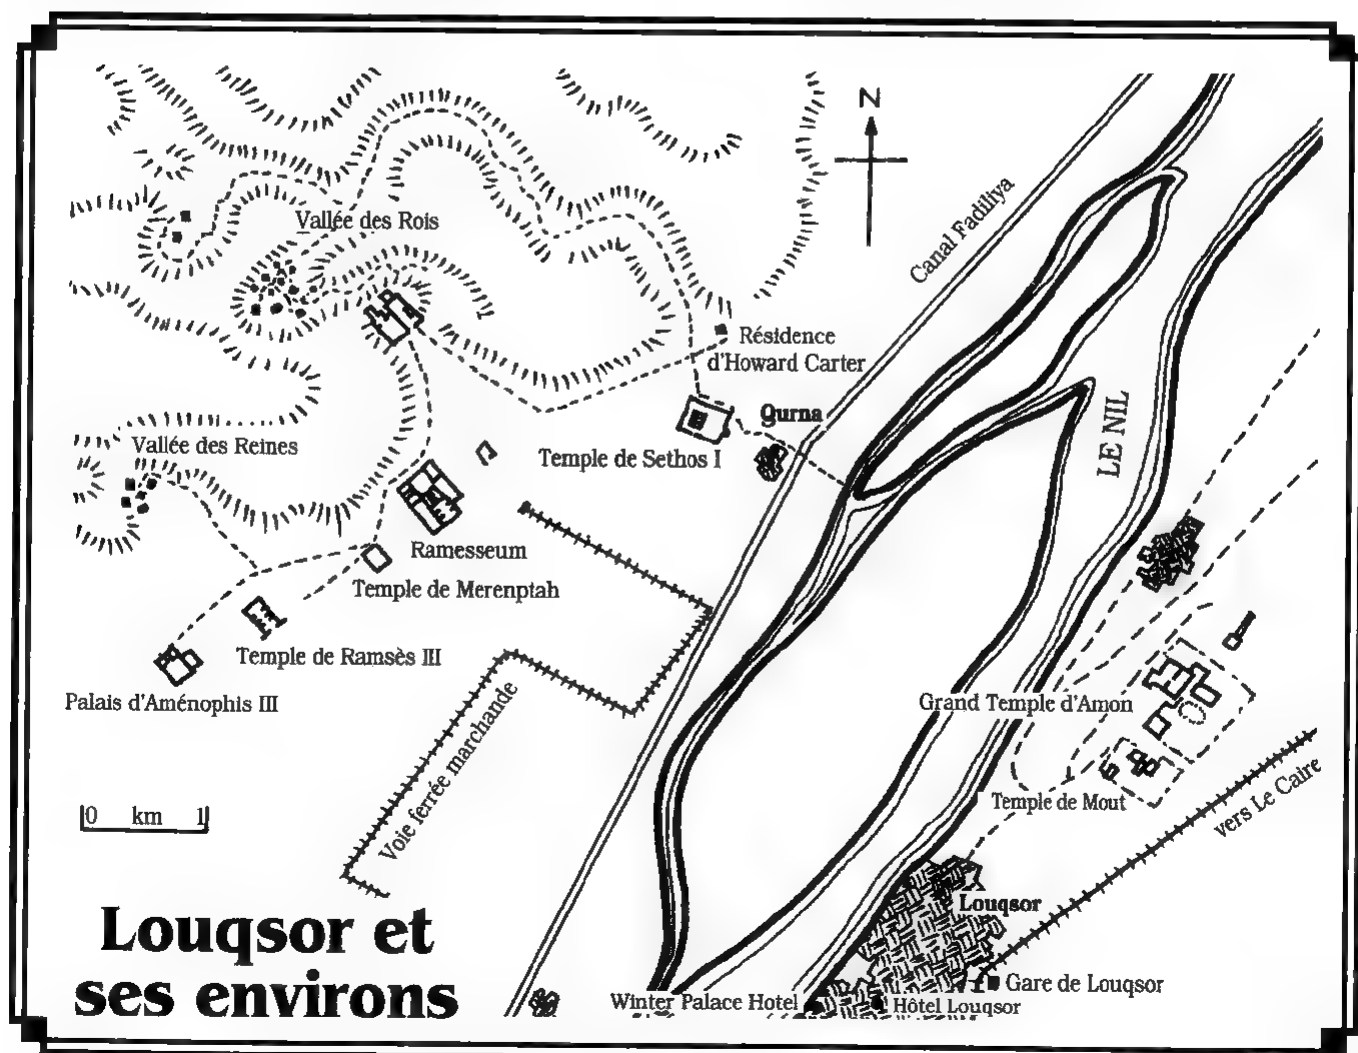 N
Vallée des Rois
Canal Fadiliya
Résidence
d'Howard Carter
Qurna
LE NIL
Vallée des Reines
Temple de Sethos I
Ramesseum
Temple de Merenptah
Temple de Ramsès III
Palais d'Aménophis III
Grand Temple d'Amon
Voie ferrée marchande
Temple de Mout
vers Le Caire
0 km 1
Louqsor et
ses environs
Louqsor
Gare de Louqsor
Winter Palace Hotel
Hôtel Louqsor